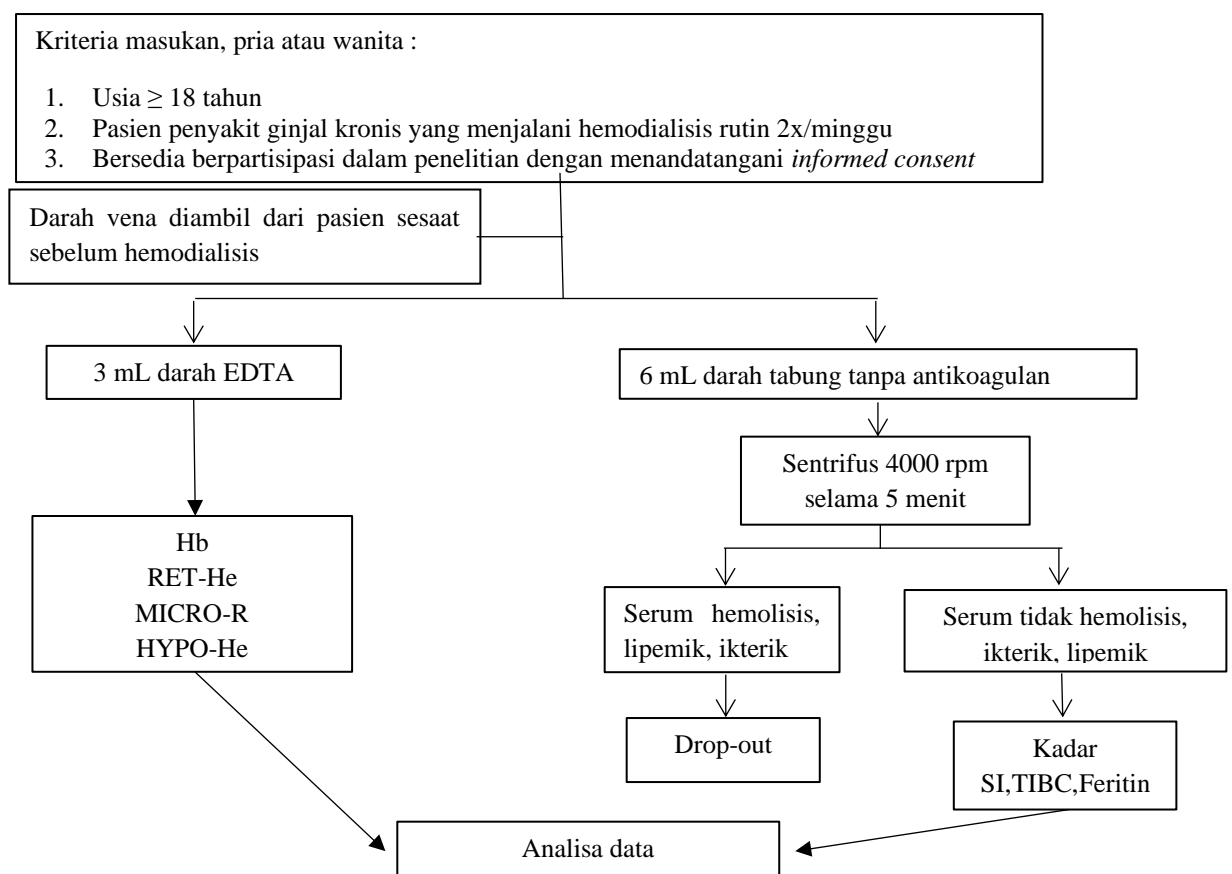 Kriteria masukan, pria atau wanita :
1. Usia ≥ 18 tahun
2. Pasien penyakit ginjal kronis yang menjalani hemodialisis rutin 2x/minggu
3. Bersedia berpartisipasi dalam penelitian dengan menandatangani informed consent
Darah vena diambil dari pasien sesaat
sebelum hemodialisis
3 mL darah EDTA
6 mL darah tabung tanpa antikoagulan
Sentrifus 4000 rpm
selama 5 menit
Hb
RET-He
MICRO-R
HYPO-He
Serum hemolisis,
lipemik, ikterik
Serum tidak hemolisis,
ikterik, lipemik
Drop-out
Kadar
SI,TIBC,Feritin
Analisa data